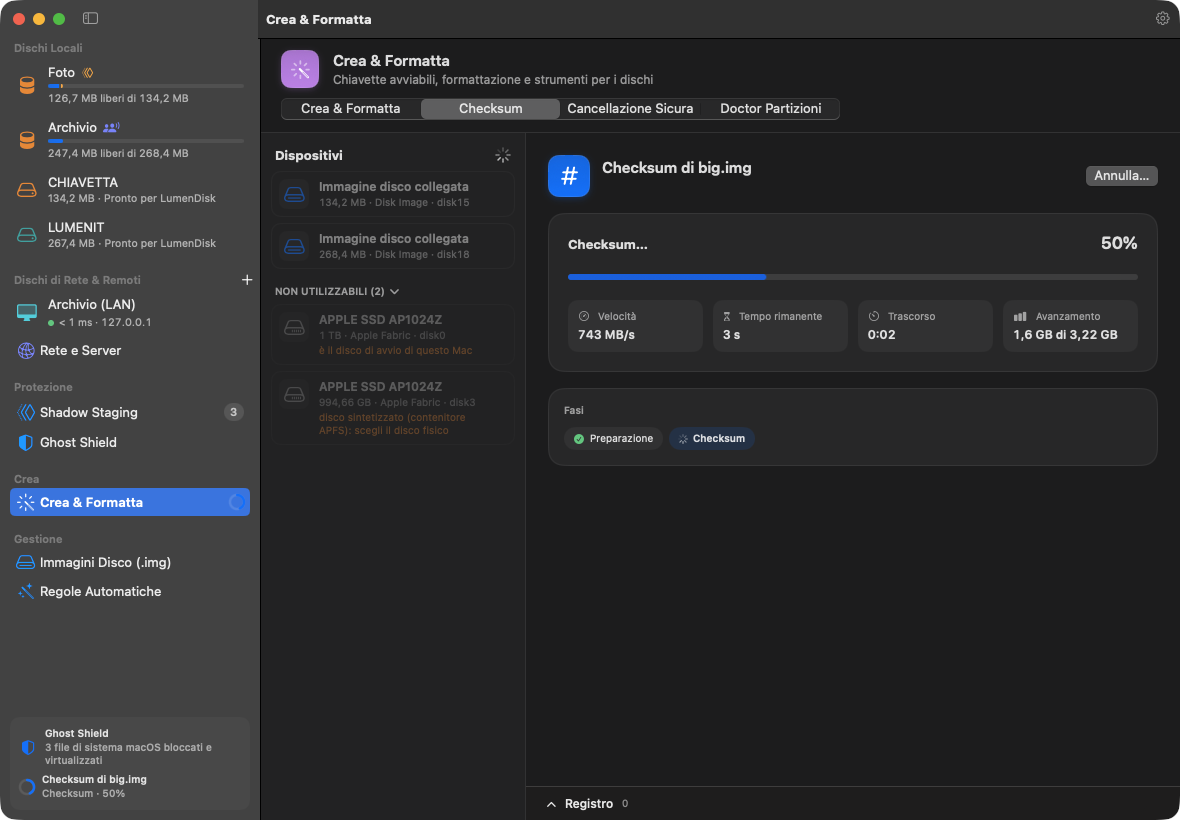 Crea & Formatta
Dischi Locali
Foto
126,7 MB liberi di 134,2 MB
Archivio
247,4 MB liberi di 268,4 MB
CHIAVETTA
134,2 MB · Pronto per LumenDisk
LUMENIT
267,4 MB · Pronto per LumenDisk
Dischi di Rete & Remoti
Archivio (LAN)
< 1 ms · 127.0.0.1
Rete e Server
Protezione
Shadow Staging
3
Ghost Shield
Crea
Crea & Formatta
Gestione
Immagini Disco (.img)
Regole Automatiche
Ghost Shield
3 file di sistema macOS bloccati e
virtualizzati
Checksum di big.img
Checksum · 50%
Crea & Formatta
Chiavette avviabili, formattazione e strumenti per i dischi
Crea & Formatta
Checksum
Cancellazione Sicura
Doctor Partizioni
Dispositivi
Immagine disco collegata
134,2 MB · Disk Image · disk15
Immagine disco collegata
268,4 MB · Disk Image · disk18
NON UTILIZZABILI (2)
APPLE SSD AP1024Z
1 TB · Apple Fabric · disk0
è il disco di avvio di questo Mac
APPLE SSD AP1024Z
994,66 GB · Apple Fabric · disk3
disco sintetizzato (contenitore
APFS): scegli il disco fisico
#
Checksum di big.img
Annulla...
Checksum...
50%
Velocità
743 MB/s
Tempo rimanente
3 s
Trascorso
0:02
Avanzamento
1,6 GB di 3,22 GB
Fasi
Preparazione
Checksum
Registro 0